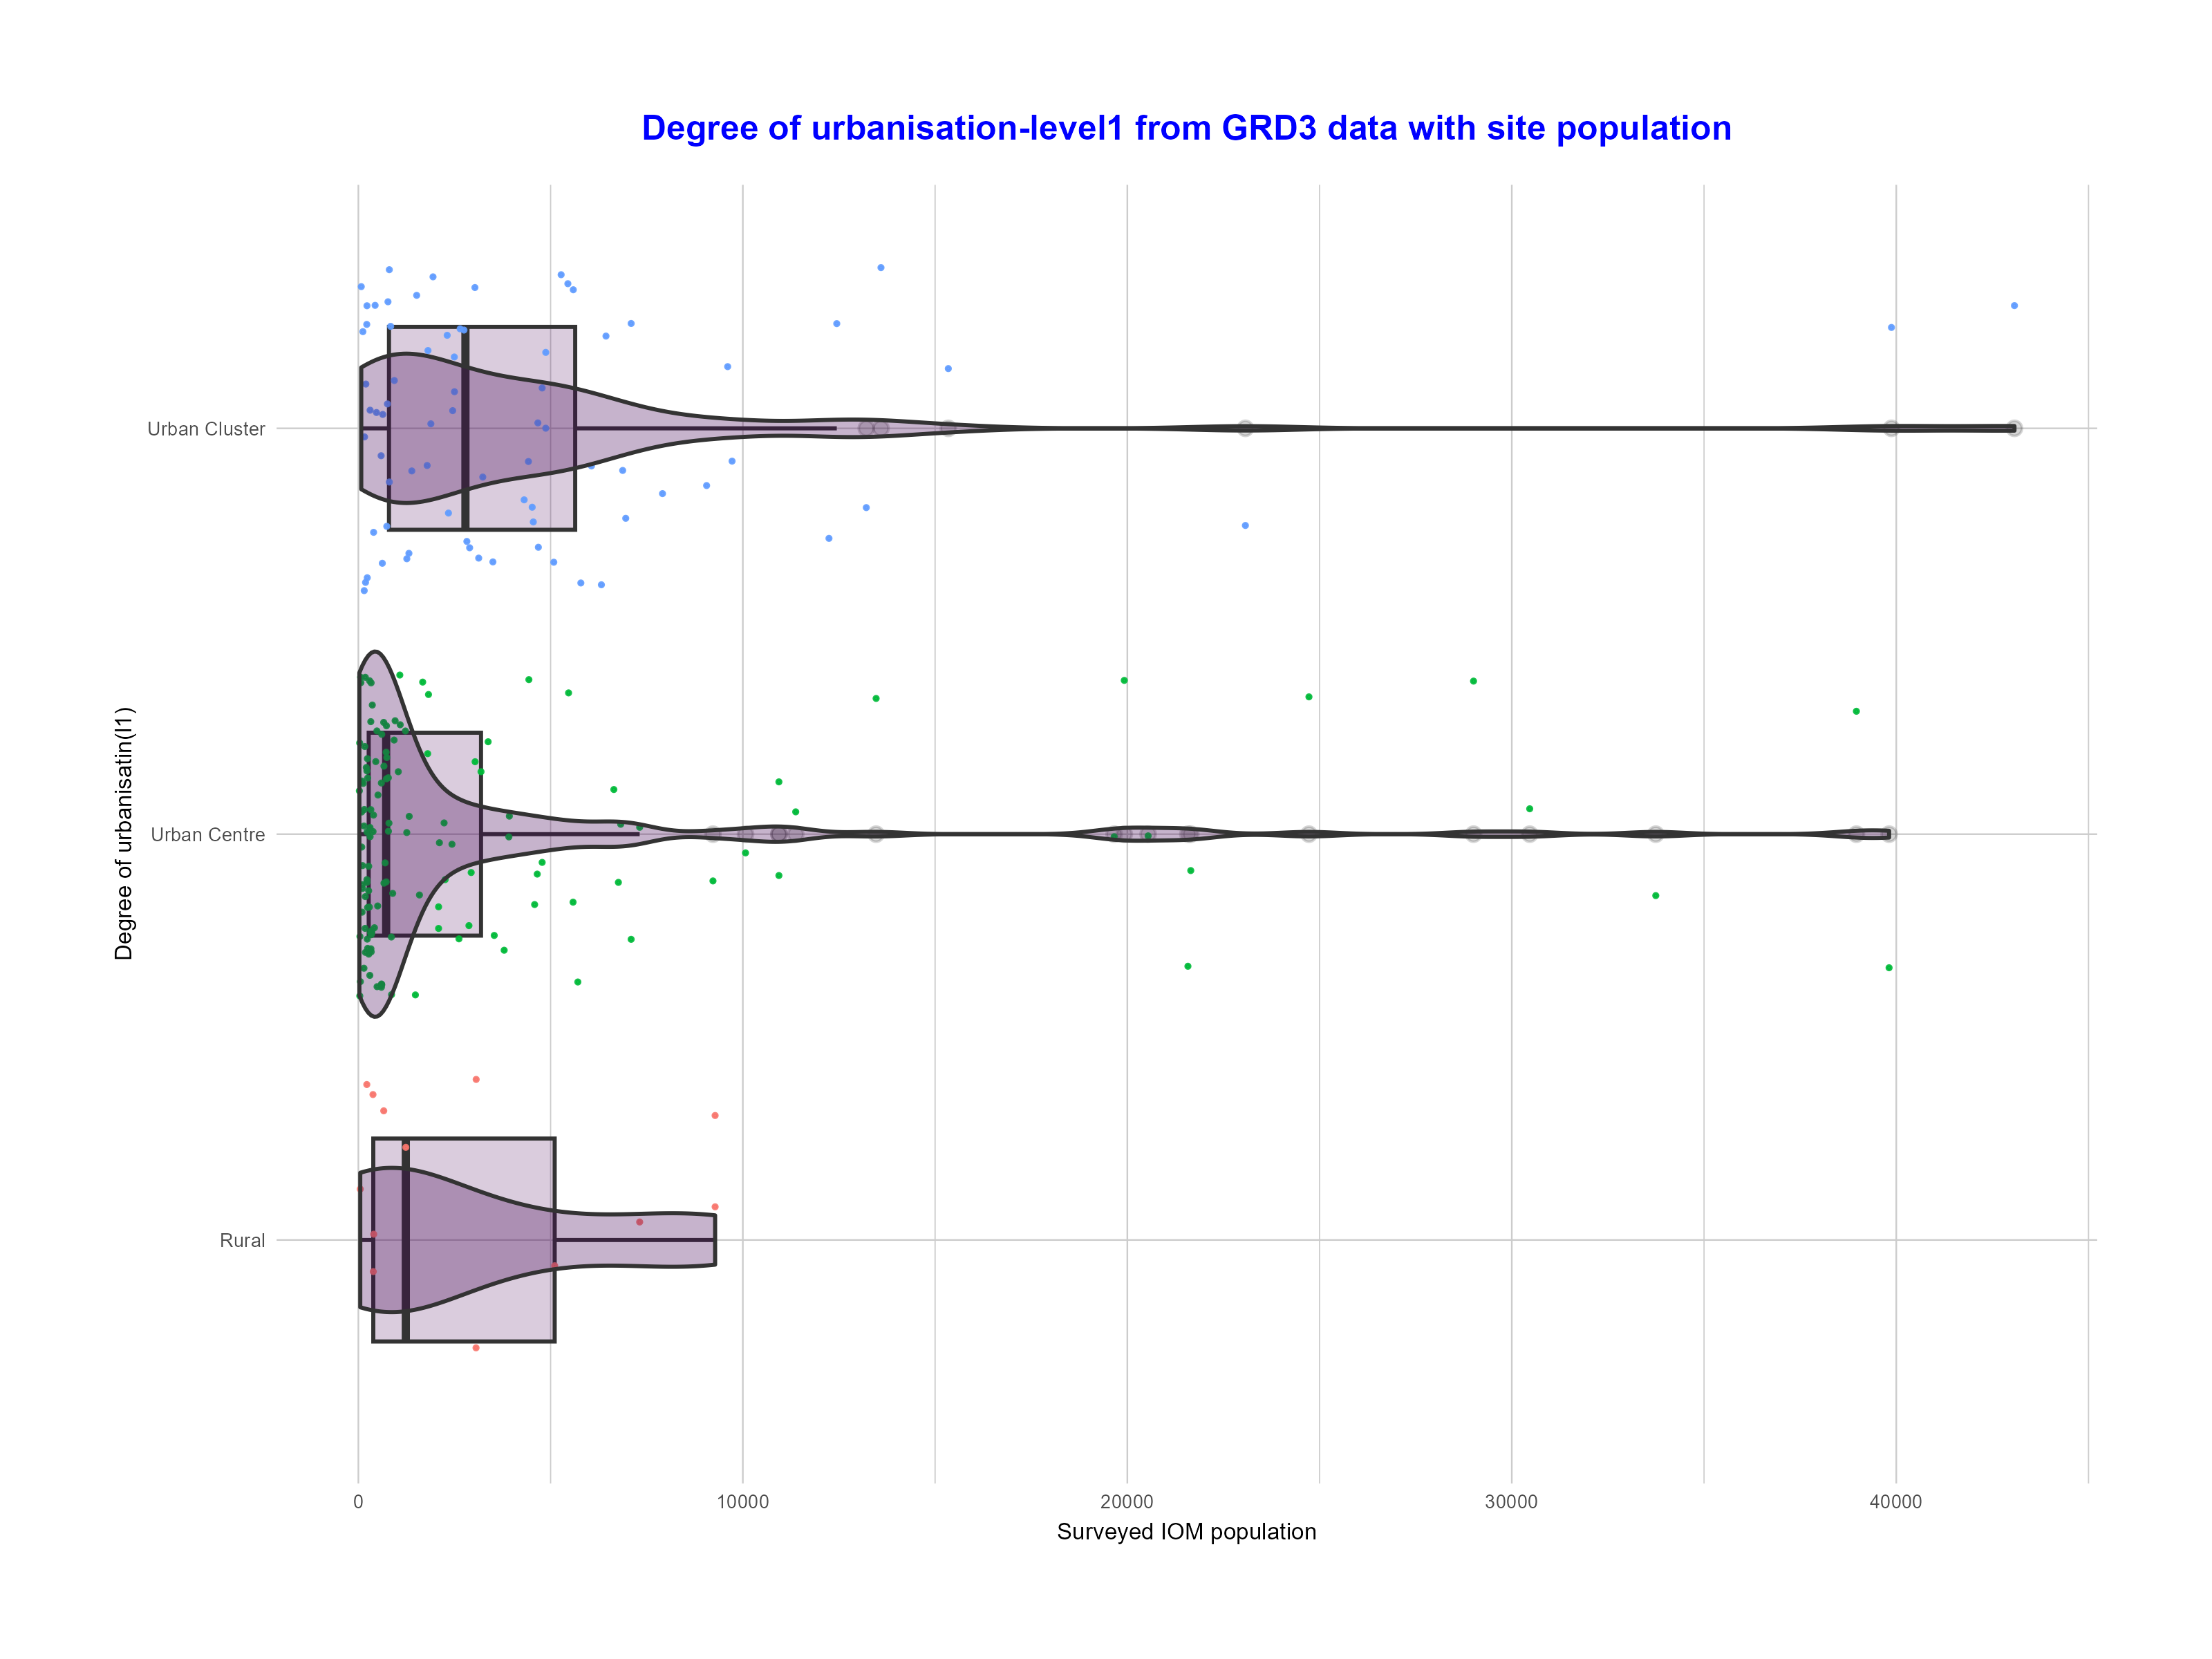 Degree of urbanisation-level1 from GRD3 data with site population
Urban Cluster
Urban Centre
Rural
Degree of urbanisatin(l1)
0 10000 20000 30000 40000
Surveyed IOM population